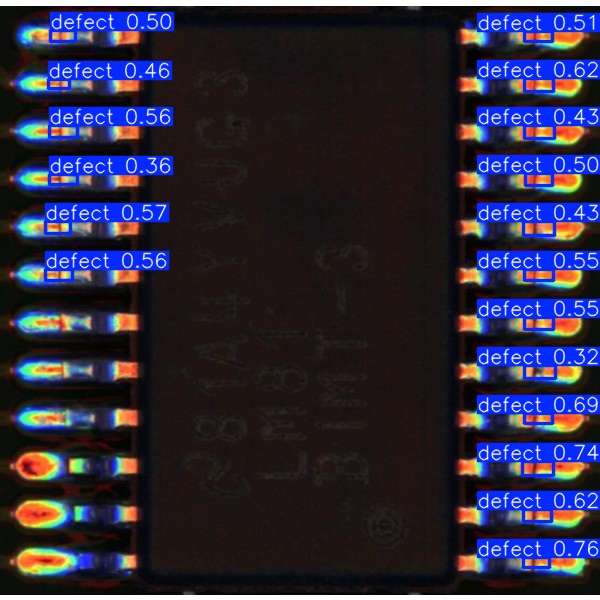 defect 0.50
defect 0.46
defect 0.56
defect 0.36
defect 0.57
defect 0.56
defect 0.51
defect 0.62
defect 0.43
defect 0.50
defect 0.43
defect 0.55
defect 0.55
defect 0.32
defect 0.69
defect 0.74
defect 0.62
defect 0.76